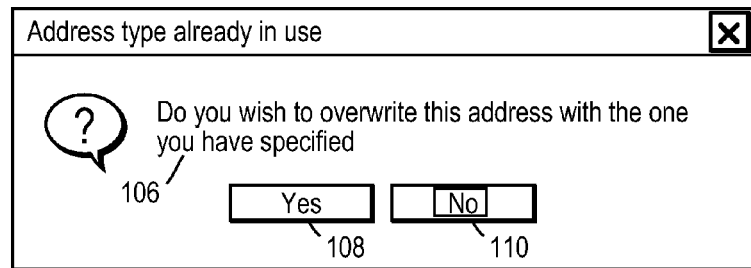 Address type already in use
?
Do you wish to overwrite this address with the one
you have specified
106
Yes
No
108
110